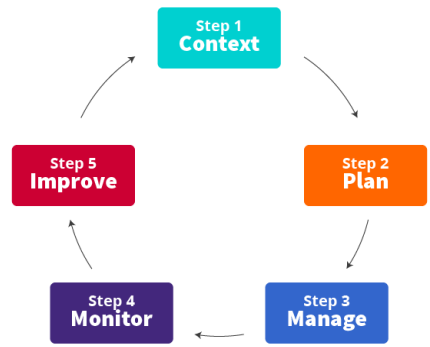 Step 1
Context
Step 2
Plan
Step 3
Manage
Step 4
Monitor
Step 5
Improve